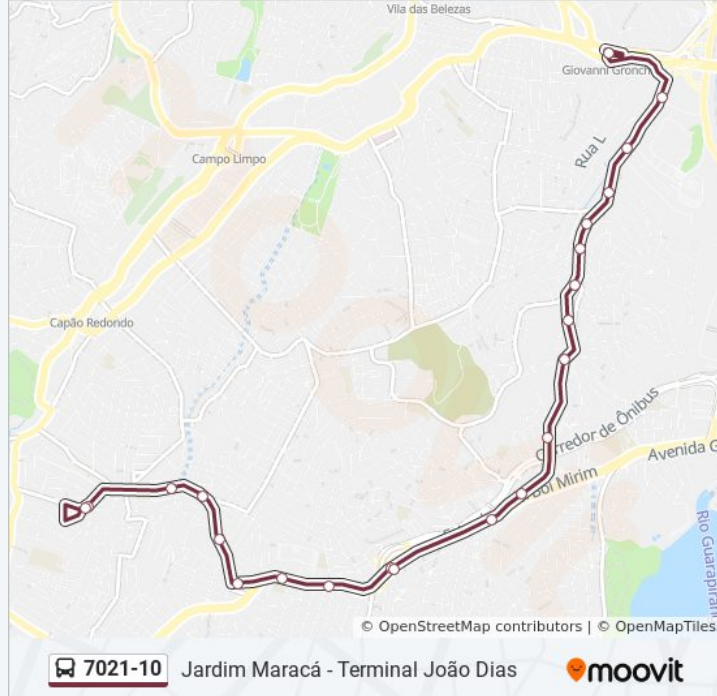 Vila das Belezas
Giovanni Gronch
Rua L
Campo Limpo
Capão Redondo
Corredor de Ônibus
Avenida G
Boi Mirim
Rio Guarapiran
© OpenStreetMap contributors | © OpenMapTiles
7021-10 Jardim Maracá - Terminal João Dias moovit